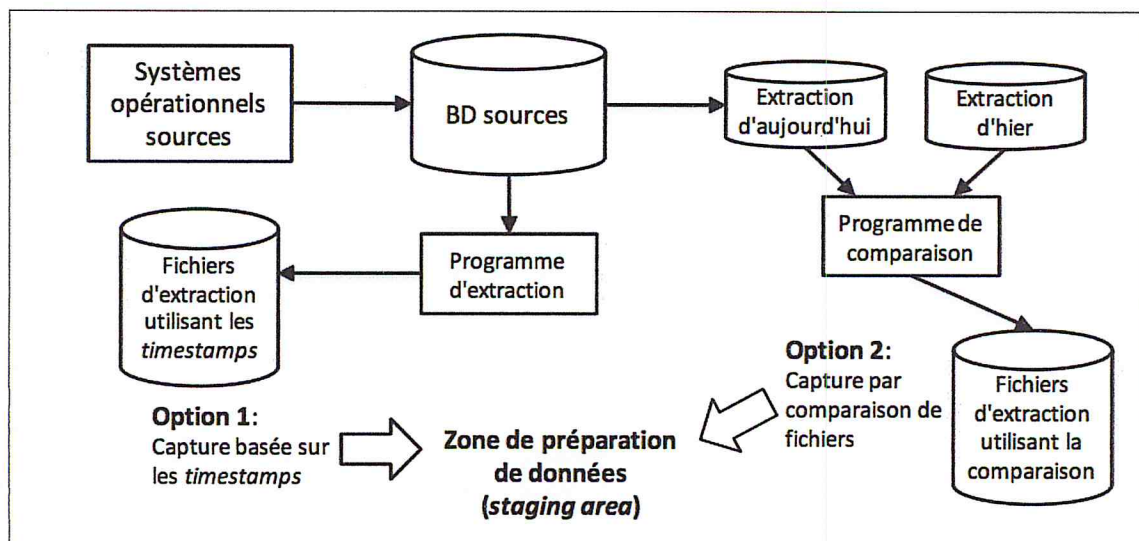 Systèmes
opérationnels
sources
BD sources
Extraction
d'aujourd'hui
Extraction
d'hier
Programme de
comparaison
Programme
d'extraction
Fichiers
d'extraction
utilisant les
timestamps
Option 1:
Capture basée sur
les timestamps
Zone de préparation
de données
(staging area)
Option 2:
Capture par
comparaison de
fichiers
Fichiers
d'extraction
utilisant la
comparaison